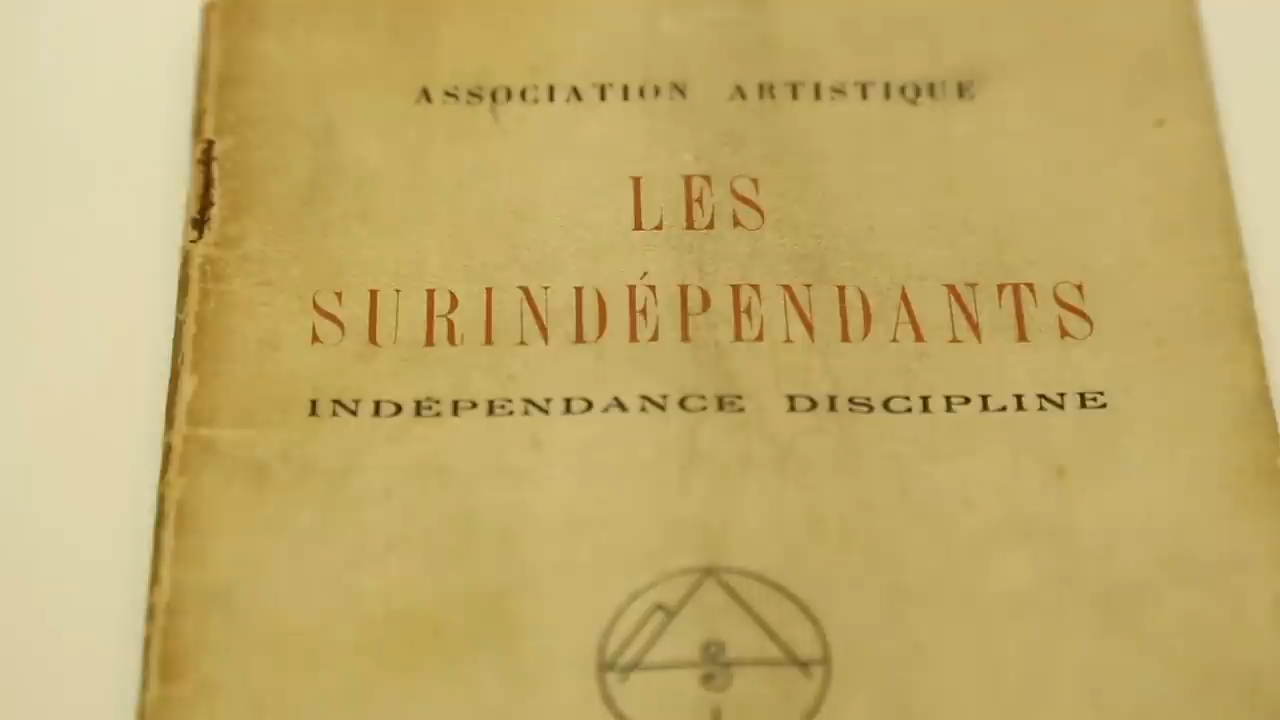 ASSOCIATION ARTISTIQUE
LES
SURINDÉPENDANTS
INDÉPENDANCE DISCIPLINE
S